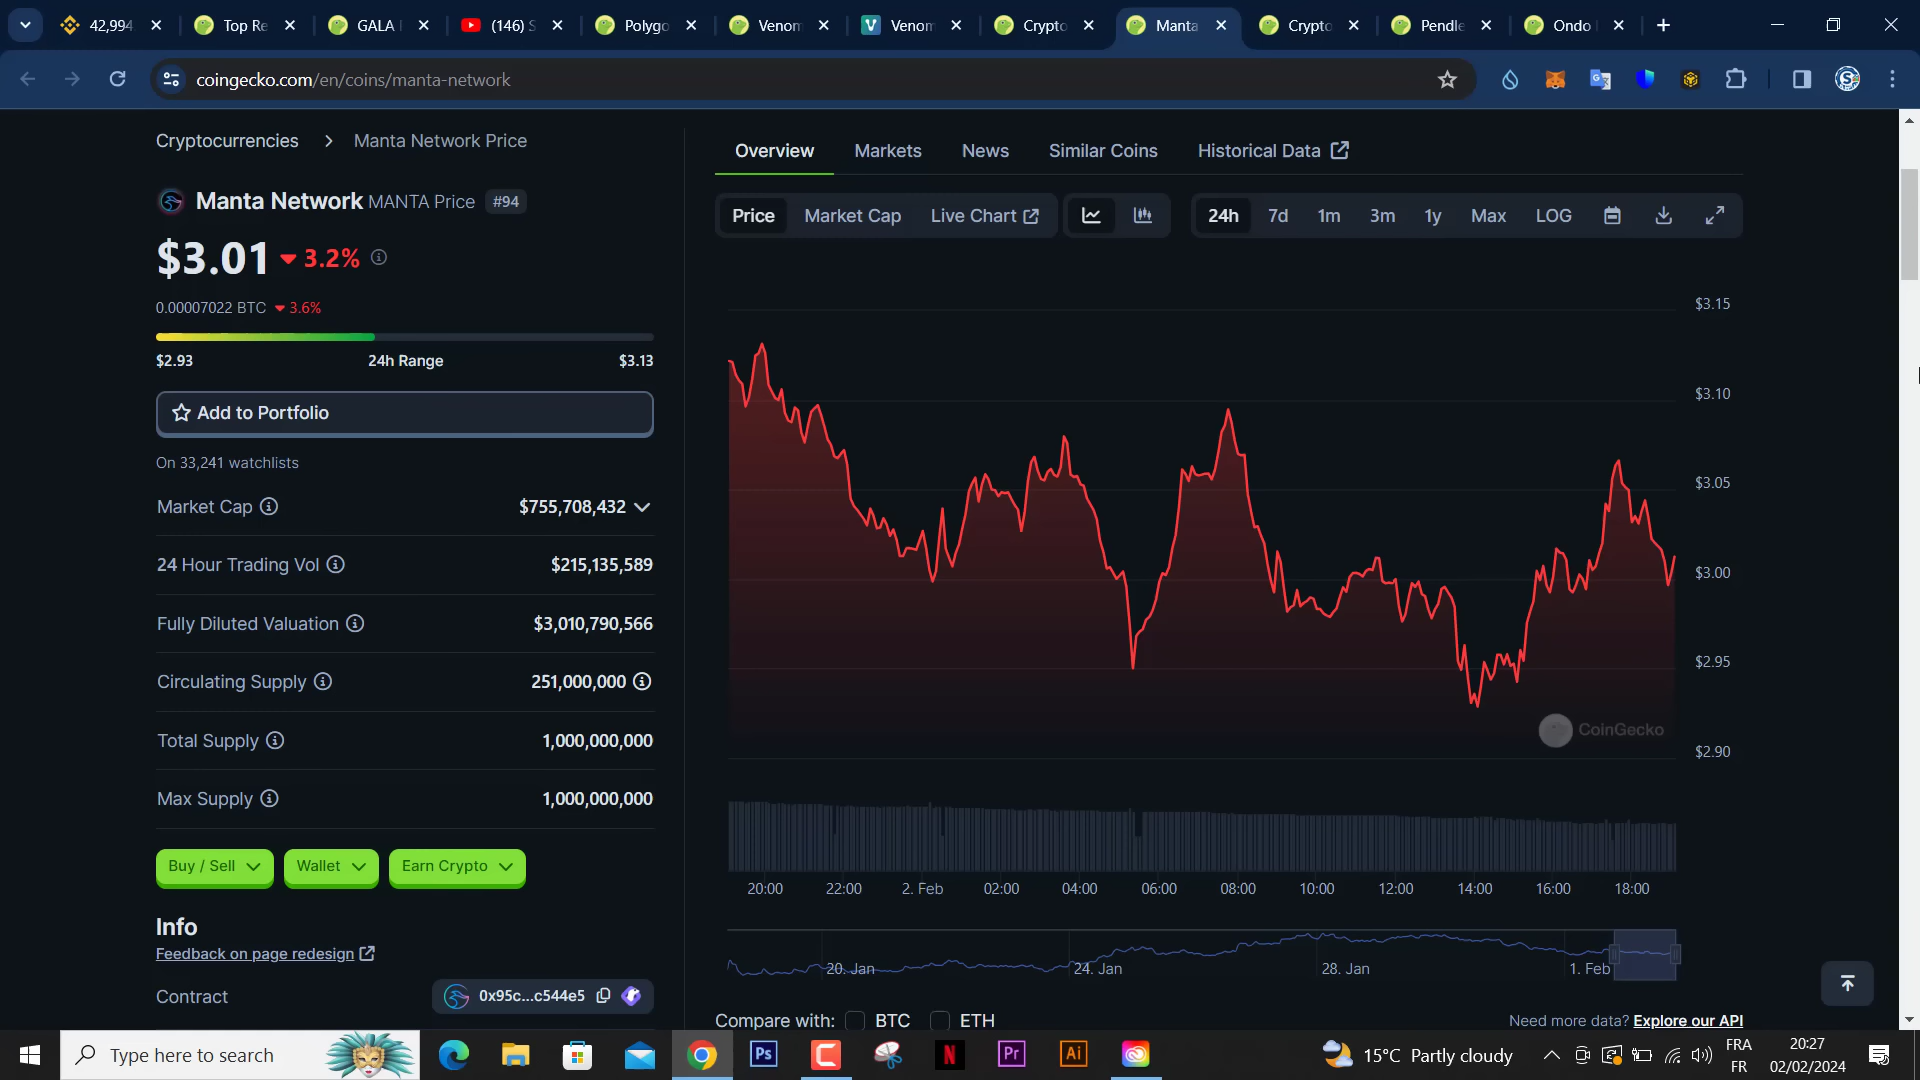 42,994
Top Re
GALA
(146) S
Polygo
Venom
Venom
Crypto
Manta
Crypto
Pendle
Ondo
coingecko.com/en/coins/manta-network
Cryptocurrencies > Manta Network Price
Manta Network MANTA Price #94
$3.01 3.2%
0.00007022 BTC 3.6%
$2.93 24h Range $3.13
Add to Portfolio
On 33,241 watchlists
Market Cap $755,708,432
24 Hour Trading Vol $215,135,589
Fully Diluted Valuation $3,010,790,566
Circulating Supply 251,000,000
Total Supply 1,000,000,000
Max Supply 1,000,000,000
Buy / Sell Wallet Earn Crypto
Info
Feedback on page redesign
Contract 0x95c...c544e5
Overview Markets News Similar Coins Historical Data
Price Market Cap Live Chart 24h 7d 1m 3m 1y Max LOG
$3.15
$3.10
$3.05
$3.00
$2.95
$2.90
CoinGecko
20:00 22:00 2. Feb 02:00 04:00 06:00 08:00 10:00 12:00 14:00 16:00 18:00
20. Jan 24. Jan 28. Jan 1. Feb
Compare with: BTC ETH
Need more data? Explore our API
Type here to search
Ps
N
Pr
Ai
15°C Partly cloudy
FRA
FR
20:27
02/02/2024